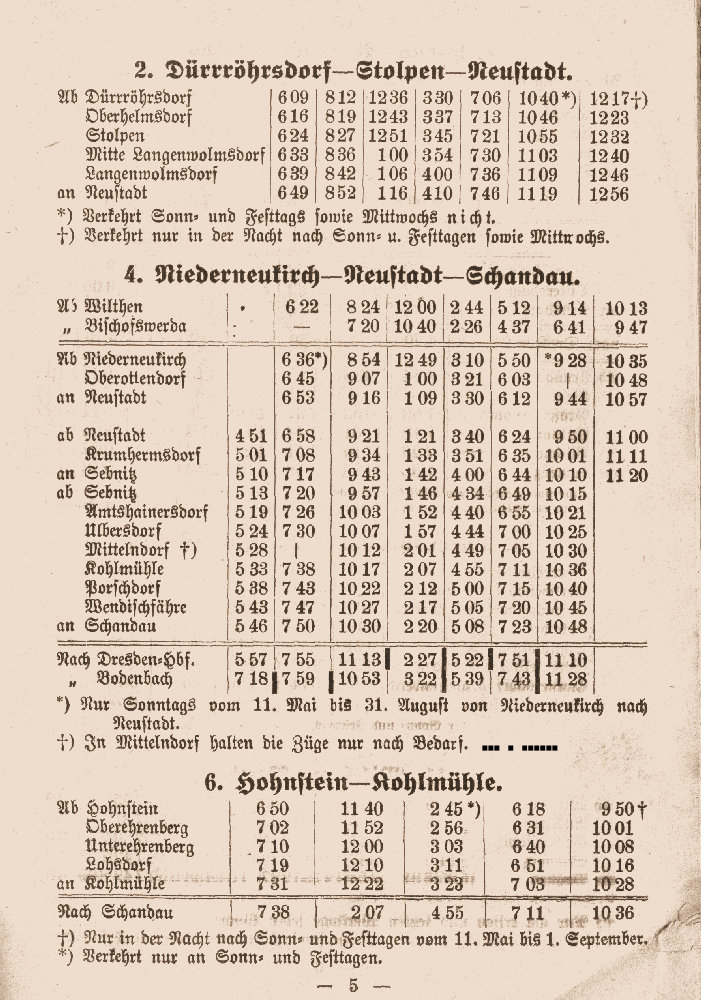 2. Dürrröhrsdorf—Stolpen—Neustadt.
Ab Dürrröhrsdorf 6 09 8 12 12 36 3 30 7 06 10 40 *) 12 17 †)
Oberhelmsdorf 6 16 8 19 12 43 3 37 7 13 10 46 12 23
Stolpen 6 24 8 27 12 51 3 45 7 21 10 55 12 32
Mitte Langenwolmsdorf 6 33 8 36 1 00 3 54 7 30 11 03 12 40
Langenwolmsdorf 6 39 8 42 1 06 4 00 7 36 11 09 12 46
an Neustadt 6 49 8 52 1 16 4 10 7 46 11 19 12 56
*) Verkehrt Sonn- und Festtags sowie Mittwochs nicht.
†) Verkehrt nur in der Nacht nach Sonn- u. Festtagen sowie Mittwochs.
4. Niederneukirch—Neustadt—Schandau.
Ab Wilthen . 6 22 8 24 12 00 2 44 5 12 9 14 10 13
„ Bischofswerda : — 7 20 10 40 2 26 4 37 6 41 9 47
Ab Niederneukirch 6 36*) 8 54 12 49 3 10 5 50 *9 28 10 35
Oberottendorf 6 45 9 07 1 00 3 21 6 03 | 10 48
an Neustadt 6 53 9 16 1 09 3 30 6 12 9 44 10 57
ab Neustadt 4 51 6 58 9 21 1 21 3 40 6 24 9 50 11 00
Krumhermsdorf 5 01 7 08 9 34 1 33 3 51 6 35 10 01 11 11
an Sebnitz 5 10 7 17 9 43 1 42 4 00 6 44 10 10 11 20
ab Sebnitz 5 13 7 20 9 57 1 46 4 34 6 49 10 15
Amtshainersdorf 5 19 7 26 10 03 1 52 4 40 6 55 10 21
Ulbersdorf 5 24 7 30 10 07 1 57 4 44 7 00 10 25
Mittelndorf †) 5 28 | 10 12 2 01 4 49 7 05 10 30
Kohlmühle 5 33 7 38 10 17 2 07 4 55 7 11 10 36
Porschdorf 5 38 7 43 10 22 2 12 5 00 7 15 10 40
Wendischfähre 5 43 7 47 10 27 2 17 5 05 7 20 10 45
an Schandau 5 46 7 50 10 30 2 20 5 08 7 23 10 48
Nach Dresden-Hbf. 5 57 7 55 11 13 2 27 5 22 7 51 11 10
„ Bodenbach 7 18 7 59 10 53 3 22 5 39 7 43 11 28
*) Nur Sonntags vom 11. Mai bis 31. August von Niederneukirch nach
Neustadt.
†) In Mittelndorf halten die Züge nur nach Bedarf.
6. Hohnstein—Kohlmühle.
Ab Hohnstein 6 50 11 40 2 45 *) 6 18 9 50 †
Oberehrenberg 7 02 11 52 2 56 6 31 10 01
Unterehrenberg 7 10 12 00 3 03 6 40 10 08
Lohsdorf 7 19 12 10 3 11 6 51 10 16
an Kohlmühle 7 31 12 22 3 23 7 03 10 28
Nach Schandau 7 38 2 07 4 55 7 11 10 36
†) Nur in der Nacht nach Sonn- und Festtagen vom 11. Mai bis 1. September.
*) Verkehrt nur an Sonn- und Festtagen.
— 5 —